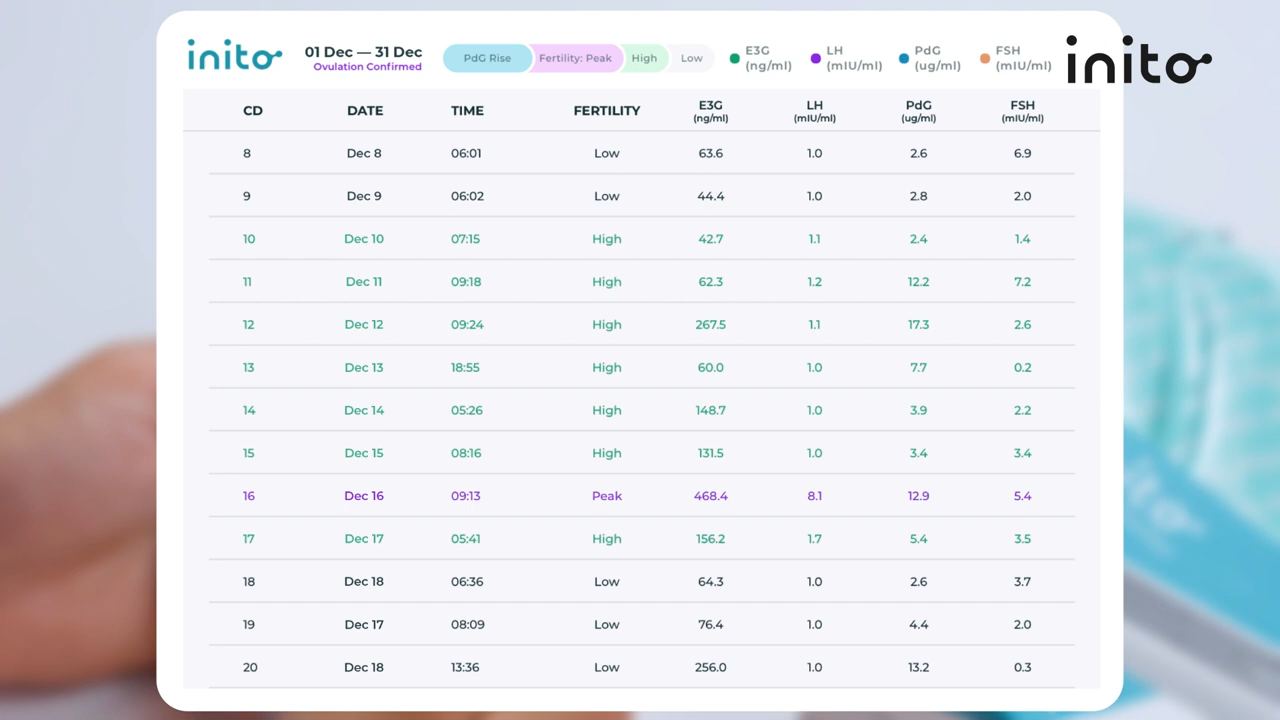 inito
01 Dec — 31 Dec
Ovulation Confirmed
PdG Rise Fertility: Peak High Low
E3G (ng/ml) LH (mIU/ml) PdG (ug/ml) FSH (mIU/ml)
inito
CD DATE TIME FERTILITY E3G (ng/ml) LH (mIU/ml) PdG (ug/ml) FSH (mIU/ml)
8 Dec 8 06:01 Low 63.6 1.0 2.6 6.9
9 Dec 9 06:02 Low 44.4 1.0 2.8 2.0
10 Dec 10 07:15 High 42.7 1.1 2.4 1.4
11 Dec 11 09:18 High 62.3 1.2 12.2 7.2
12 Dec 12 09:24 High 267.5 1.1 17.3 2.6
13 Dec 13 18:55 High 60.0 1.0 7.7 0.2
14 Dec 14 05:26 High 148.7 1.0 3.9 2.2
15 Dec 15 08:16 High 131.5 1.0 3.4 3.4
16 Dec 16 09:13 Peak 468.4 8.1 12.9 5.4
17 Dec 17 05:41 High 156.2 1.7 5.4 3.5
18 Dec 18 06:36 Low 64.3 1.0 2.6 3.7
19 Dec 17 08:09 Low 76.4 1.0 4.4 2.0
20 Dec 18 13:36 Low 256.0 1.0 13.2 0.3